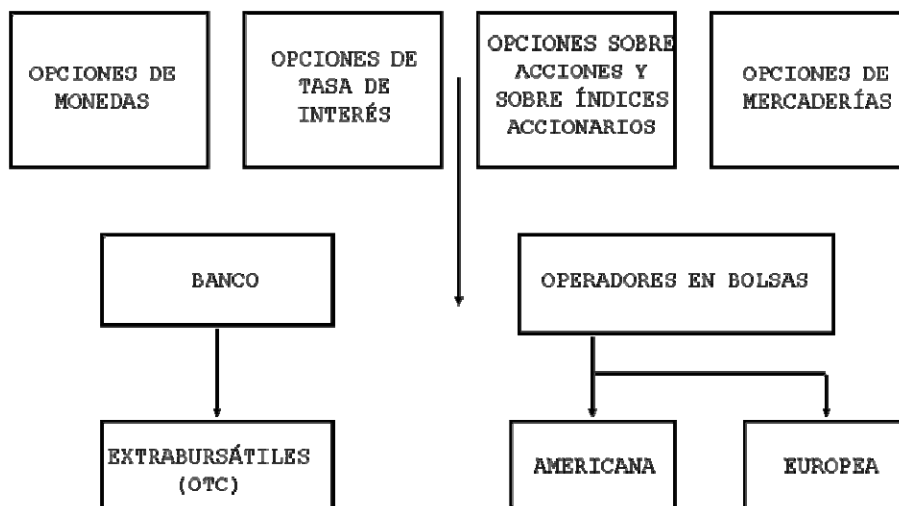 OPCIONES DE
MONEDAS
OPCIONES DE
TASA DE
INTERÉS
OPCIONES SOBRE
ACCIONES Y
SOBRE ÍNDICES
ACCIONARIOS
OPCIONES DE
MERCADERÍAS
BANCO
OPERADORES EN BOLSAS
EXTRABURSÁTILES
(OTC)
AMERICANA
EUROPEA